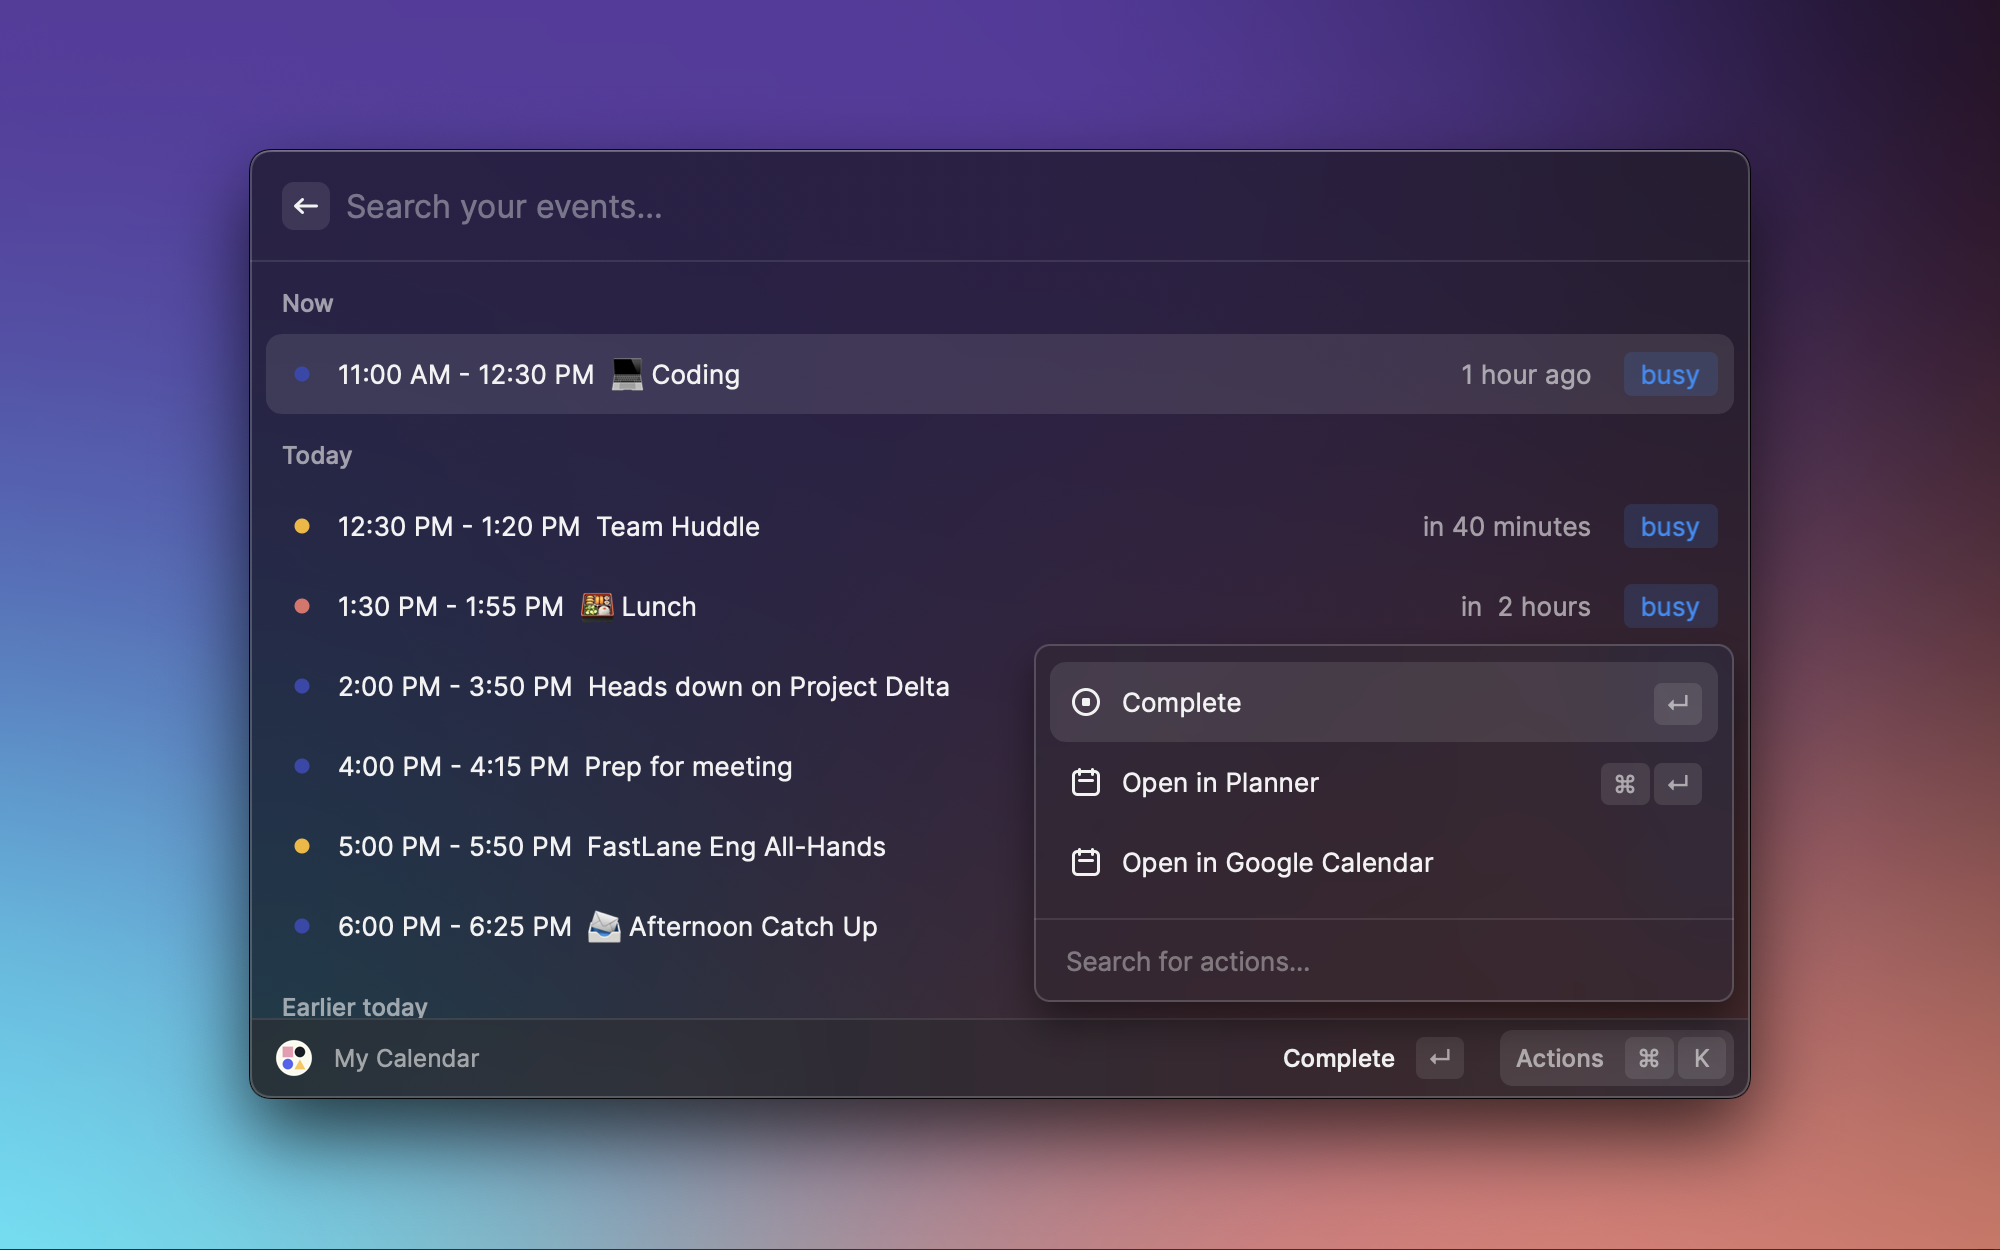 Search your events...
Now
11:00 AM - 12:30 PM 💻 Coding 1 hour ago busy
Today
12:30 PM - 1:20 PM Team Huddle in 40 minutes busy
1:30 PM - 1:55 PM 🍱 Lunch in 2 hours busy
2:00 PM - 3:50 PM Heads down on Project Delta
4:00 PM - 4:15 PM Prep for meeting
5:00 PM - 5:50 PM FastLane Eng All-Hands
6:00 PM - 6:25 PM 📨 Afternoon Catch Up
Earlier today
Complete ↵
Open in Planner ⌘ ↵
Open in Google Calendar
Search for actions...
My Calendar Complete ↵ Actions ⌘ K